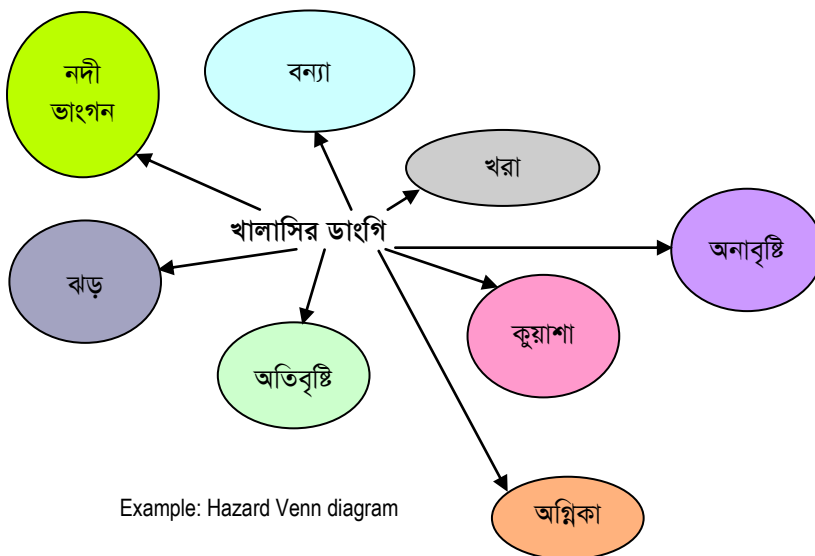 নদী
ভাংগন
বন্যা
খরা
খালাসির ডাংগি
অনাবৃষ্টি
ঝড়
কুয়াশা
অতিবৃষ্টি
Example: Hazard Venn diagram
অগ্নিকা